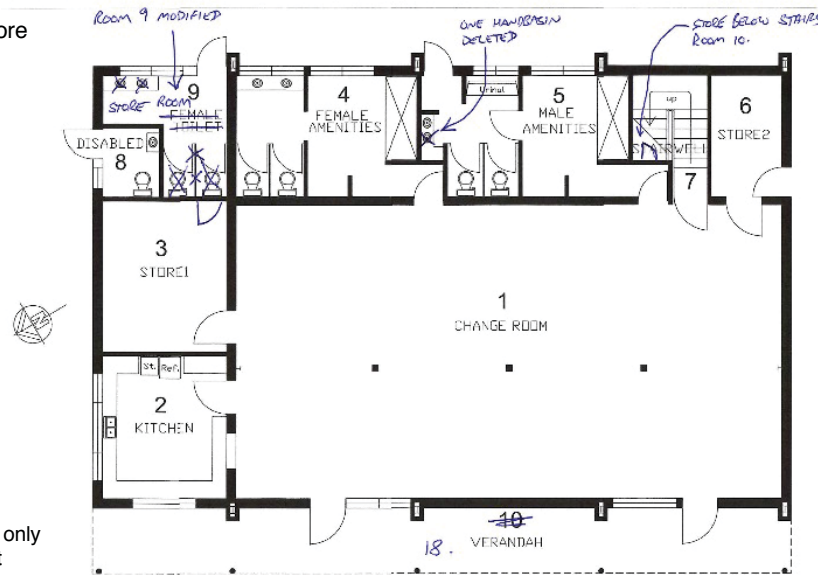 ROOM 9 MODIFIED
ore
ONE HANDBASIN
DELETED
STORE BELOW STAIRS
ROOM 10.
STORE ROOM
9
FEMALE
TOILET
DISABLED
8
4
FEMALE
AMENITIES
Urinal
5
MALE
AMENITIES
up
STAIRWELL
7
6
STORE2
3
STORE1
1
CHANGE ROOM
St.
Ref.
2
KITCHEN
only
t
10
18.
VERANDAH